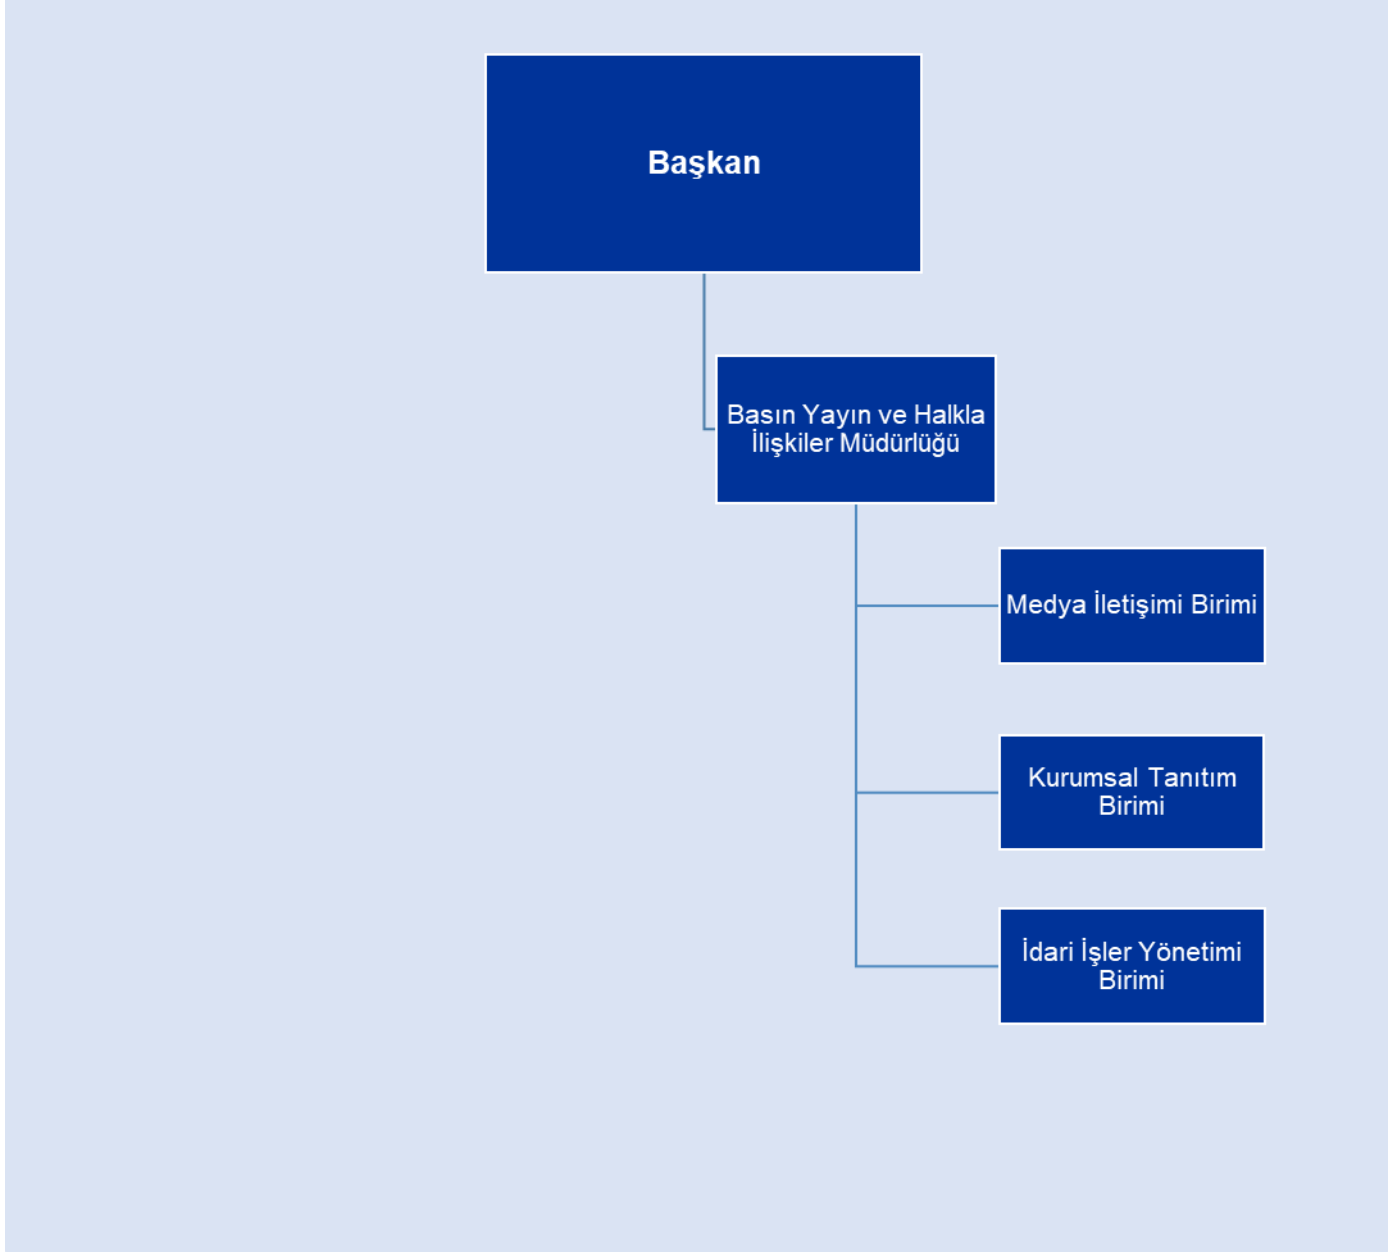 Başkan
Basın Yayın ve Halkla
İlişkiler Müdürlüğü
Medya İletişimi Birimi
Kurumsal Tanıtım
Birimi
İdari İşler Yönetimi
Birimi